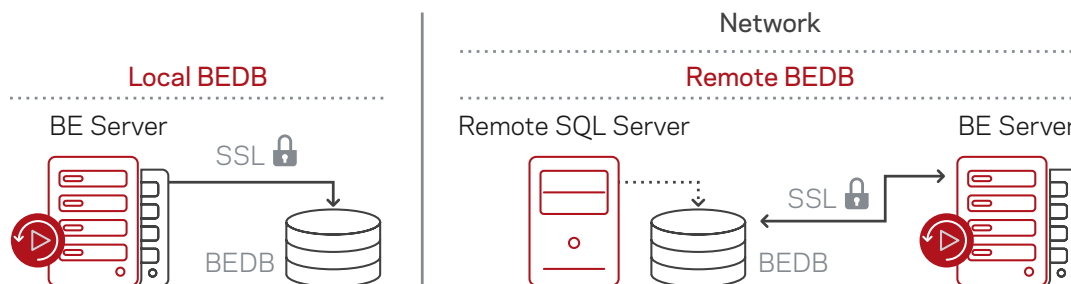 Local BEDB
BE Server
SSL
BEDB
Network
Remote BEDB
Remote SQL Server
BE Server
SSL
BEDB